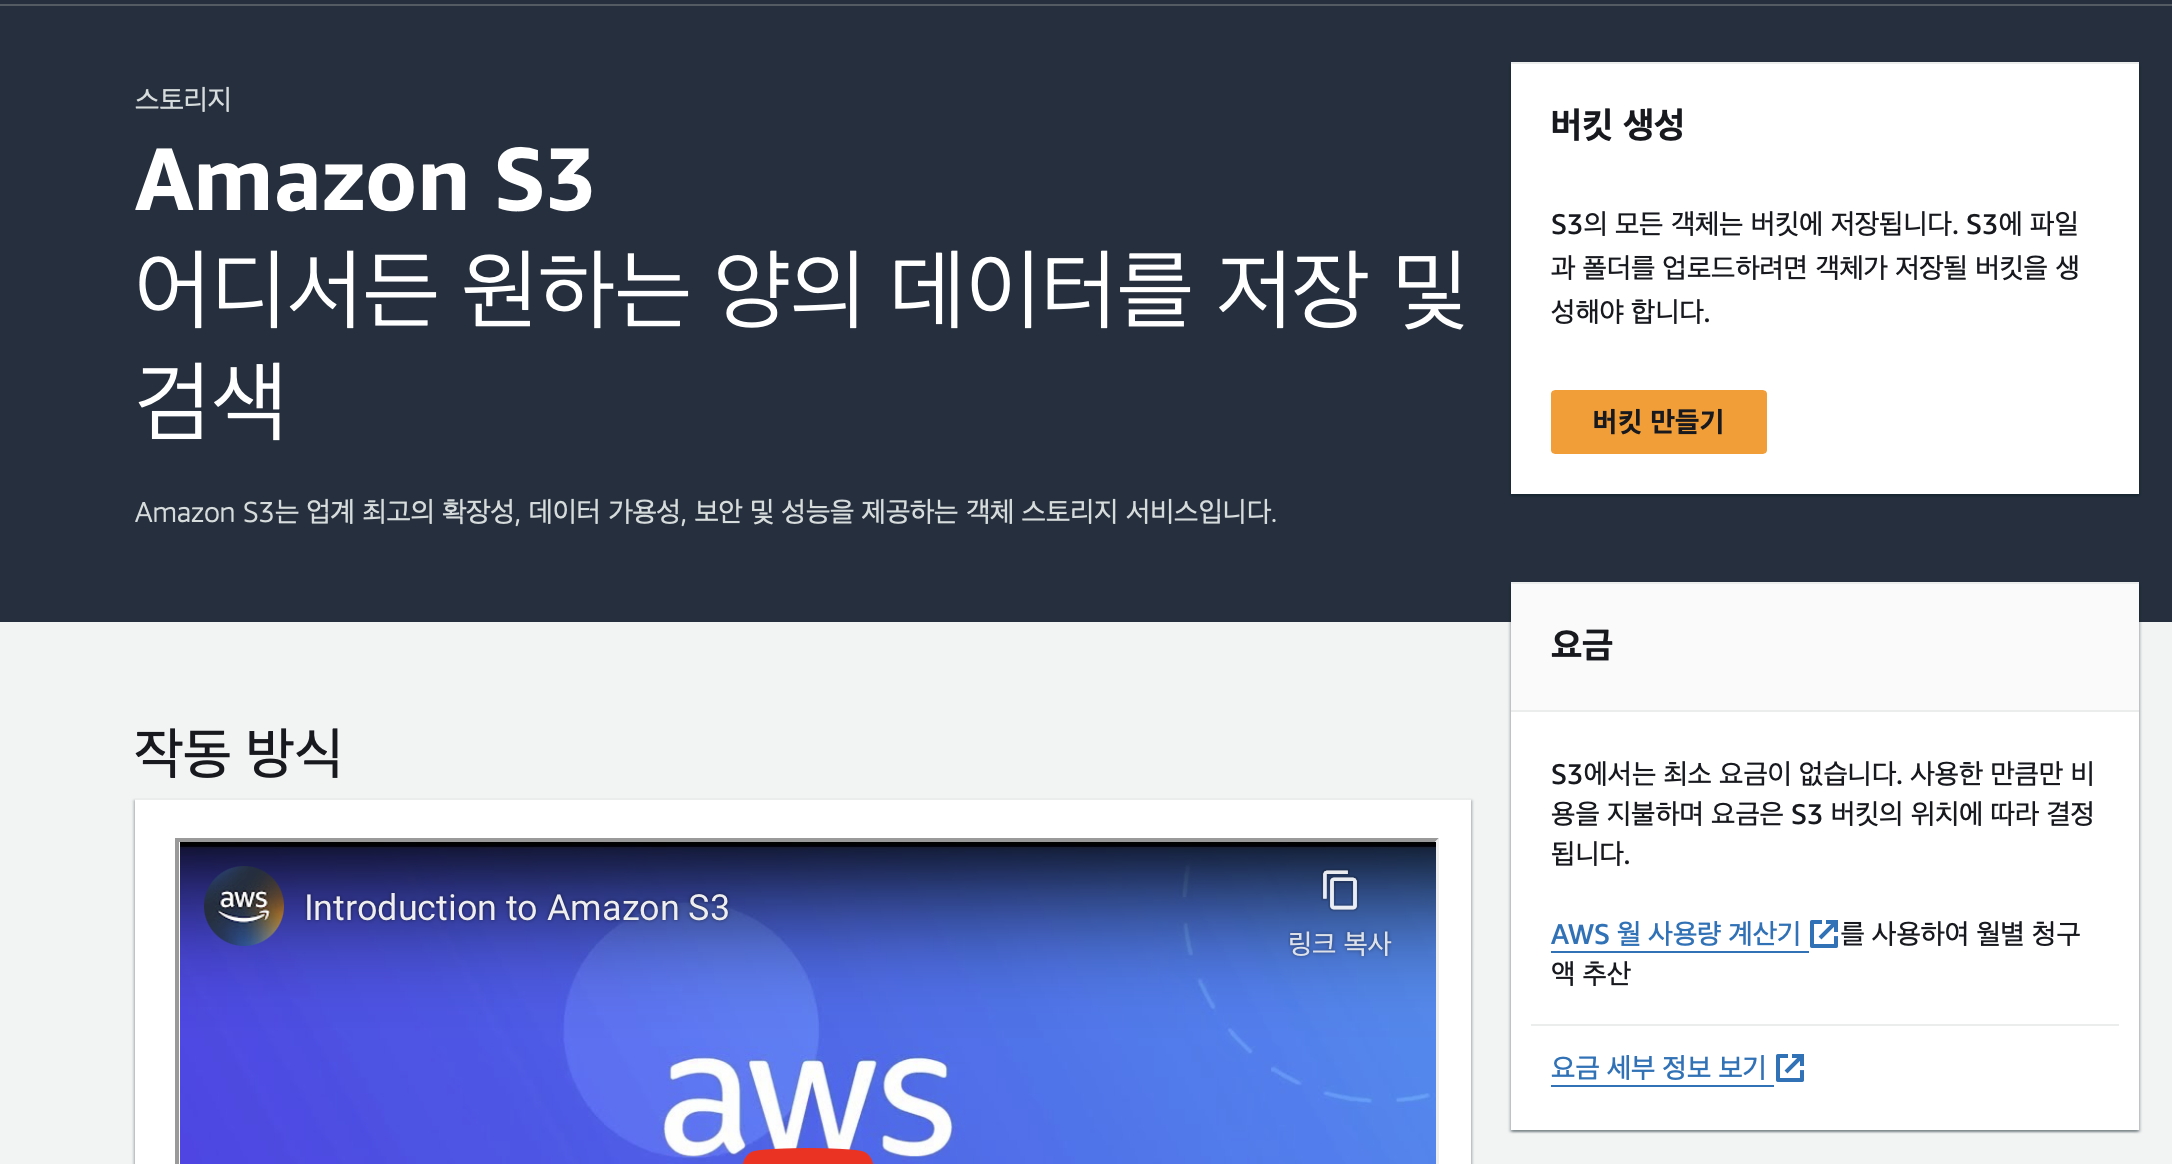 스토리지
Amazon S3
어디서든 원하는 양의 데이터를 저장 및
검색
Amazon S3는 업계 최고의 확장성, 데이터 가용성, 보안 및 성능을 제공하는 객체 스토리지 서비스입니다.
버킷 생성
S3의 모든 객체는 버킷에 저장됩니다. S3에 파일
과 폴더를 업로드하려면 객체가 저장될 버킷을 생
성해야 합니다.
버킷 만들기
요금
S3에서는 최소 요금이 없습니다. 사용한 만큼만 비
용을 지불하며 요금은 S3 버킷의 위치에 따라 결정
됩니다.
AWS 월 사용량 계산기를 사용하여 월별 청구
액 추산
요금 세부 정보 보기
작동 방식
aws
Introduction to Amazon S3
링크 복사
aws